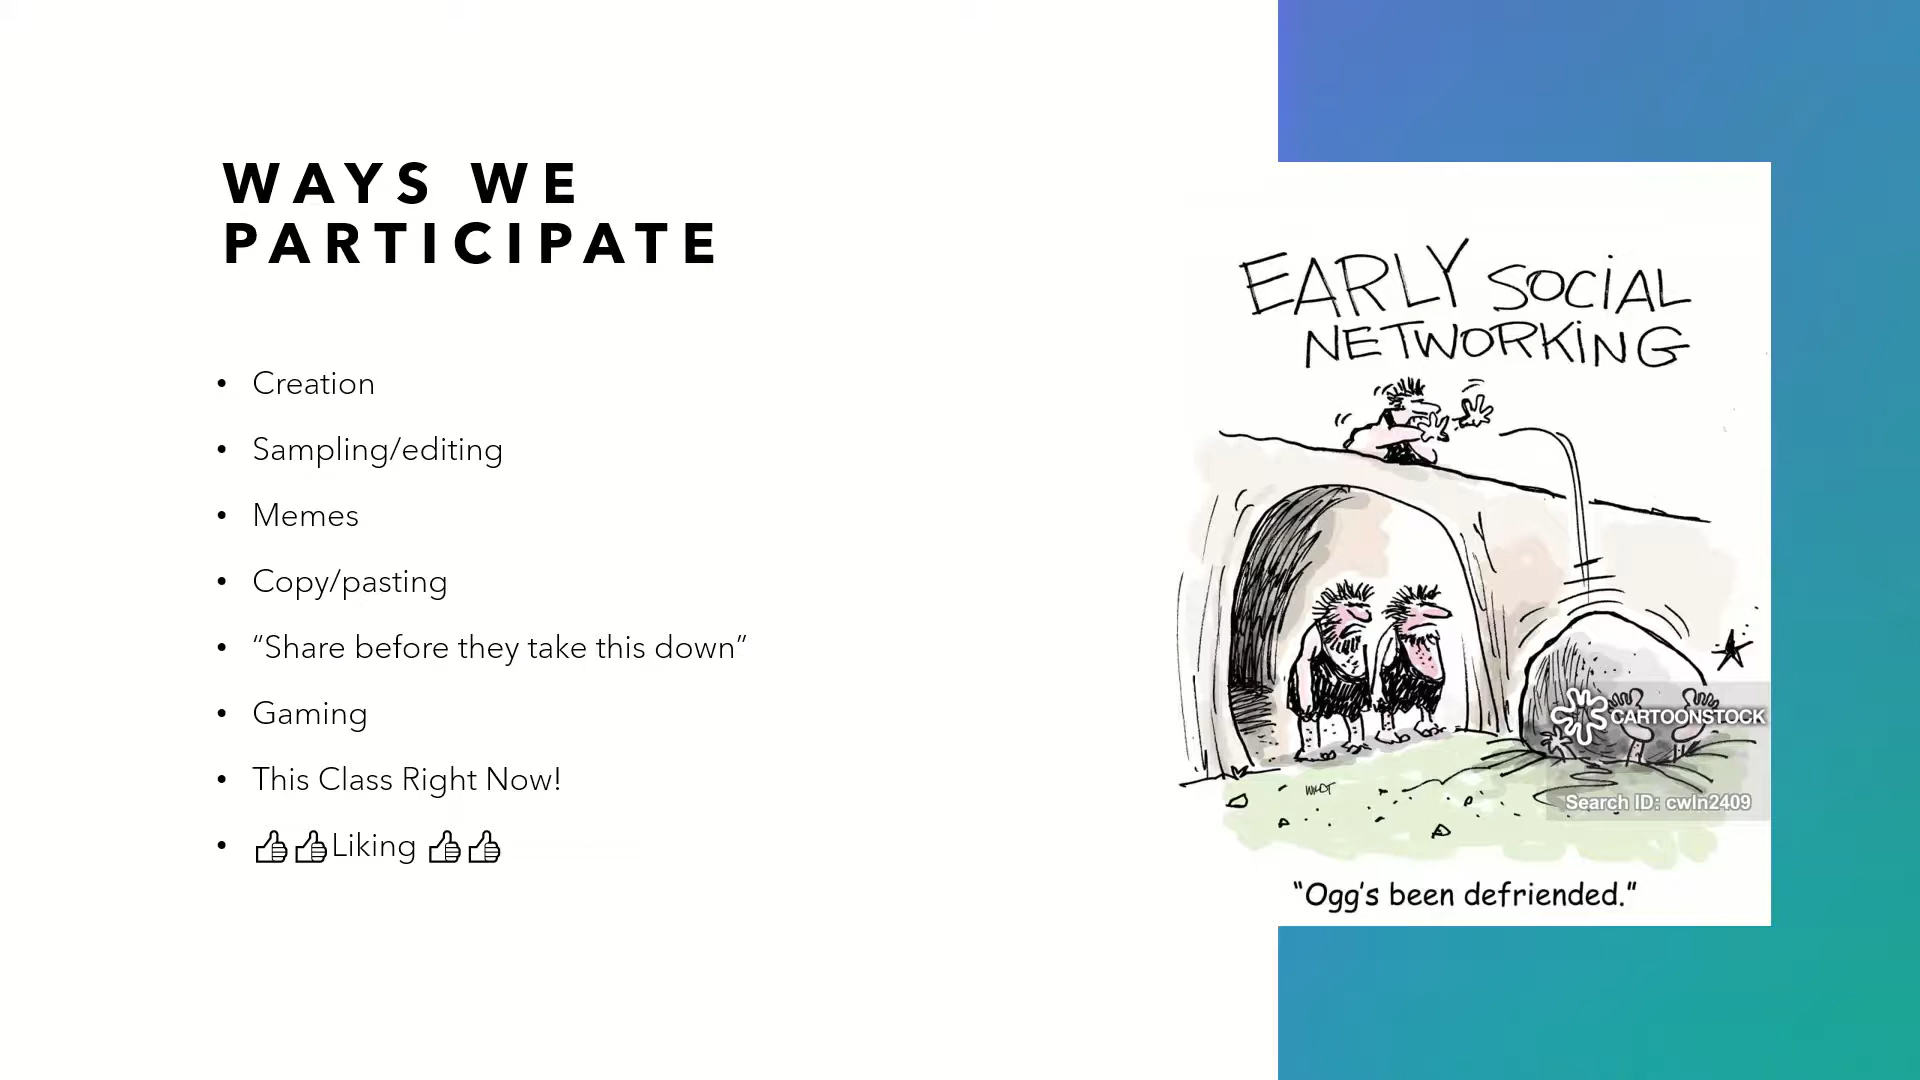 WAYS WE
PARTICIPATE
• Creation
• Sampling/editing
• Memes
• Copy/pasting
• “Share before they take this down”
• Gaming
• This Class Right Now!
• 👍👍Liking 👍👍
EARLY SOCIAL
NETWORKING
CARTOONSTOCK
Search ID: cwln2409
"Ogg's been defriended."